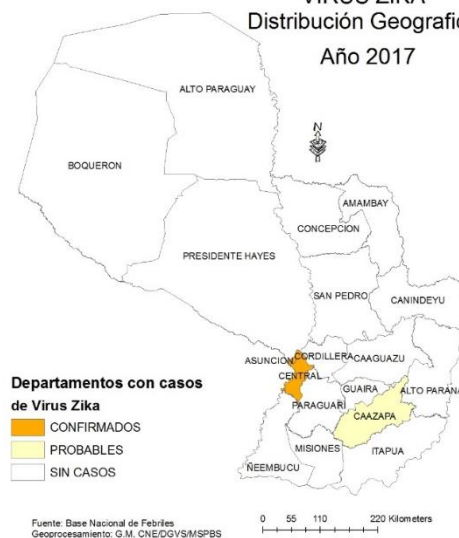 Distribución Geografic
Año 2017
N
ALTO PARAGUAY
BOQUERON
AMAMBAY
CONCEPCION
PRESIDENTE HAYES
SAN PEDRO
CANINDEYU
ASUNCION
CORDILLERA
CAAGUAZU
CENTRAL
GUAIRA
ALTO PARANA
PARAGUARI
CAAZAPA
MISIONES
ITAPUA
ÑEEMBUCU
Departamentos con casos
de Virus Zika
CONFIRMADOS
PROBABLES
SIN CASOS
Fuente: Base Nacional de Febriles
Geoprocesamiento: G.M. CNE/DGVS/MSPBS
0 55 110 220 Kilometers